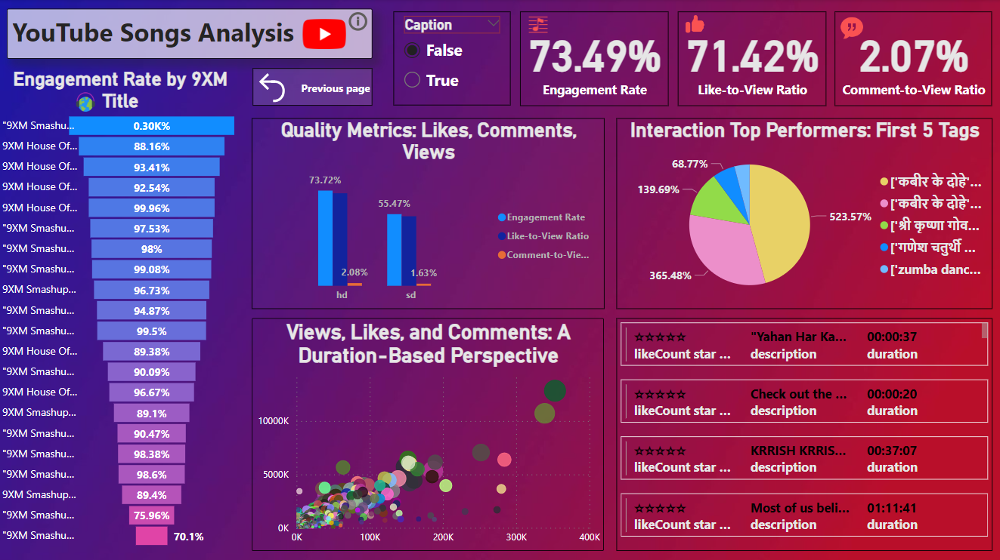 YouTube Songs Analysis
Caption
False
True
73.49%
Engagement Rate
71.42%
Like-to-View Ratio
2.07%
Comment-to-View Ratio
Previous page
Engagement Rate by 9XM
Title
"9XM Smashu... 0.30K%
9XM House Of... 88.16%
9XM House Of... 93.41%
9XM House Of... 92.54%
9XM House Of... 99.96%
"9XM Smashu... 97.53%
"9XM Smashu... 98%
"9XM Smashu... 99.08%
9XM Smashup... 96.73%
"9XM Smashu... 94.87%
"9XM Smashu... 99.5%
9XM House Of... 89.38%
"9XM Smashu... 90.09%
9XM House Of... 96.67%
9XM Smashup... 89.1%
"9XM Smashu... 90.47%
"9XM Smashu... 98.38%
"9XM Smashu... 98.6%
9XM Smashup... 89.4%
"9XM Smashu... 75.96%
"9XM Smashu... 70.1%
Quality Metrics: Likes, Comments,
Views
73.72%
55.47%
2.08%
1.63%
hd
sd
Engagement Rate
Like-to-View Ratio
Comment-to-Vie...
Interaction Top Performers: First 5 Tags
68.77%
139.69%
523.57%
365.48%
['कबीर के दोहे'...
['कबीर के दोहे'...
['श्री कृष्णा गोव...
['गणेश चतुर्थी ...
['zumba danc...
Views, Likes, and Comments: A
Duration-Based Perspective
10000K
5000K
0K
0K 100K 200K 300K 400K
☆☆☆☆☆ "Yahan Har Ka... 00:00:37
likeCount star ... description duration
☆☆☆☆☆ Check out the ... 00:00:20
likeCount star ... description duration
☆☆☆☆☆ KRRISH KRRIS... 00:37:07
likeCount star ... description duration
☆☆☆☆☆ Most of us beli... 01:11:41
likeCount star ... description duration